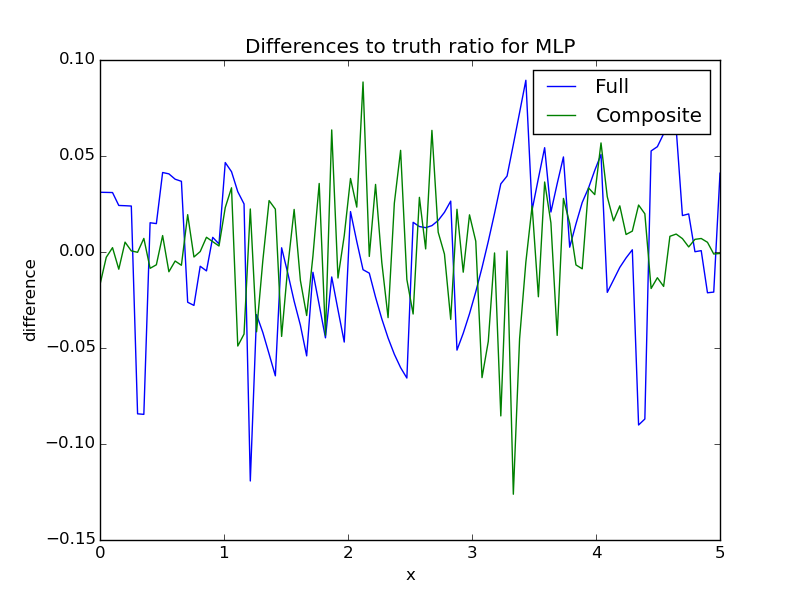 Differences to truth ratio for MLP
Full
Composite
0.10
0.05
0.00
−0.05
−0.10
−0.15
difference
0 1 2 3 4 5
x